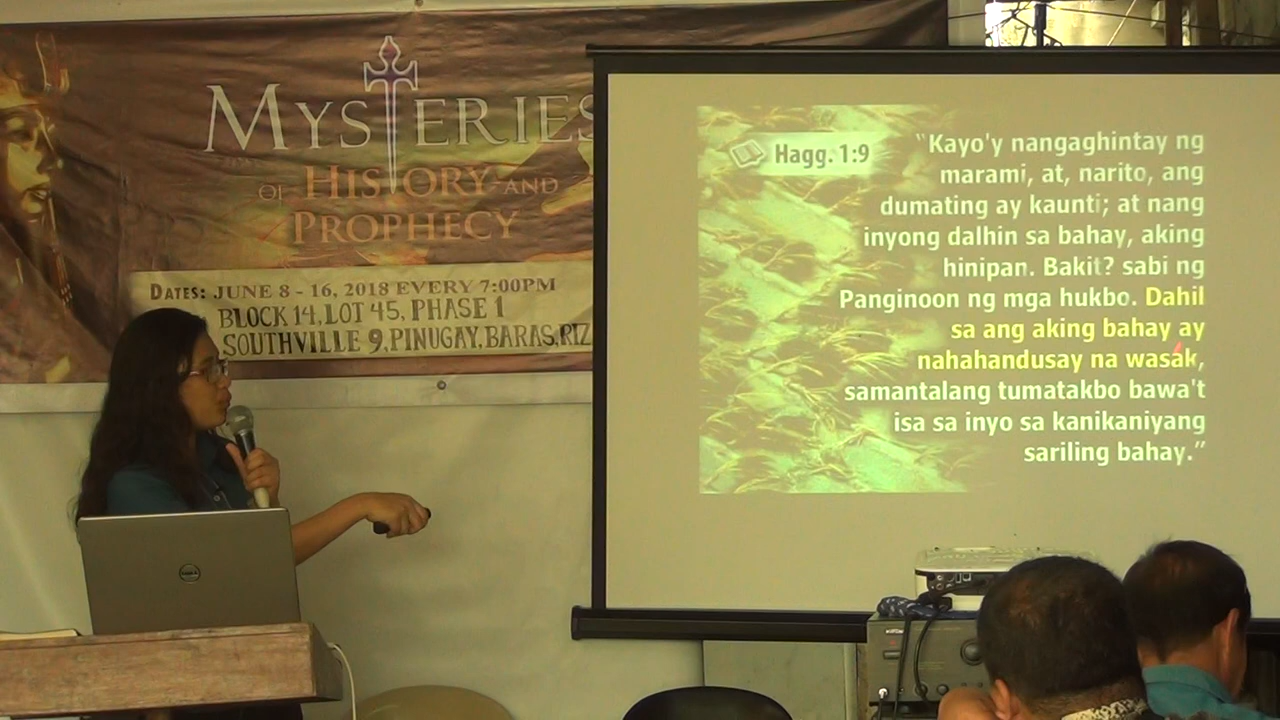 MYSTERIES
OF HISTORY AND
PROPHECY
DATES: JUNE 8 - 16, 2018 EVERY 7:00PM
BLOCK 14, LOT 45, PHASE 1
SOUTHVILLE 9, PINUGAY, BARAS, RIZ
Hagg. 1:9
“Kayo'y nangaghintay ng
marami, at, narito, ang
dumating ay kaunti; at nang
inyong dalhin sa bahay, aking
hinipan. Bakit? sabi ng
Panginoon ng mga hukbo. Dahil
sa ang aking bahay ay
nahahandusay na wasak,
samantalang tumatakbo bawa't
isa sa inyo sa kanikaniyang
sariling bahay.”
DELL